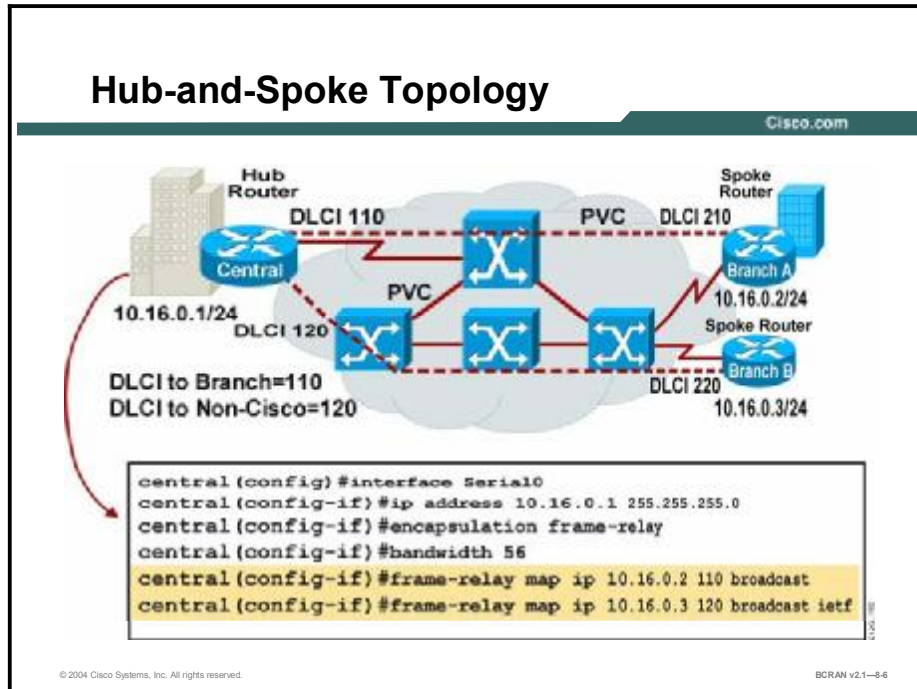 Hub-and-Spoke Topology
Cisco.com
Hub
Router
DLCI 110
PVC
DLCI 210
Spoke
Router
Central
Branch A
10.16.0.1/24
PVC
10.16.0.2/24
DLCI 120
Spoke Router
Branch B
DLCI to Branch=110
DLCI to Non-Cisco=120
DLCI 220
10.16.0.3/24
central(config)#interface Serial0
central(config-if)#ip address 10.16.0.1 255.255.255.0
central(config-if)#encapsulation frame-relay
central(config-if)#bandwidth 56
central(config-if)#frame-relay map ip 10.16.0.2 110 broadcast
central(config-if)#frame-relay map ip 10.16.0.3 120 broadcast ietf
© 2004 Cisco Systems, Inc. All rights reserved.
BCRAN v2.1—8-6